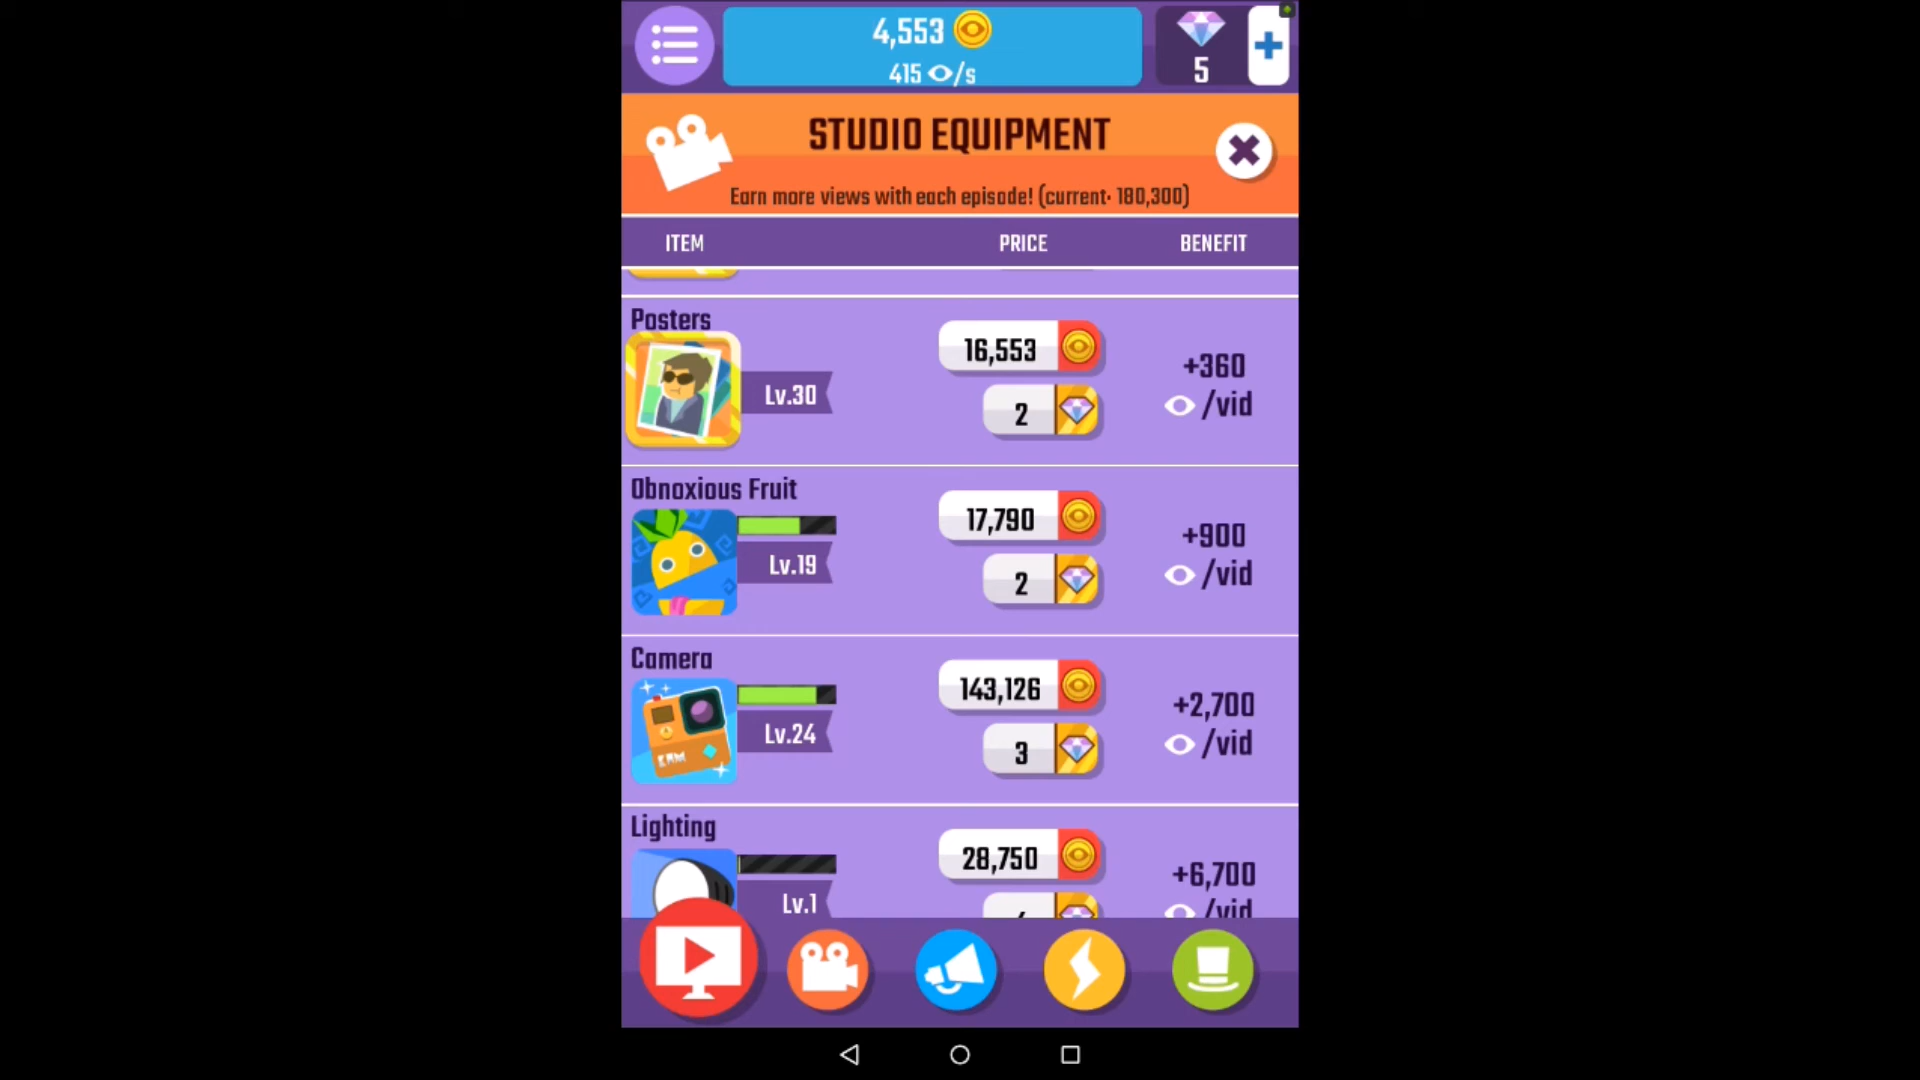 4,553
415 /s
5
STUDIO EQUIPMENT
Earn more views with each episode! (current: 180,300)
ITEM PRICE BENEFIT
Posters
16,553
Lv.30
2
+360
/vid
Obnoxious Fruit
17,790
Lv.19
2
+900
/vid
Camera
143,126
Lv.24
3
+2,700
/vid
Lighting
28,750
Lv.1
+6,700
/vid